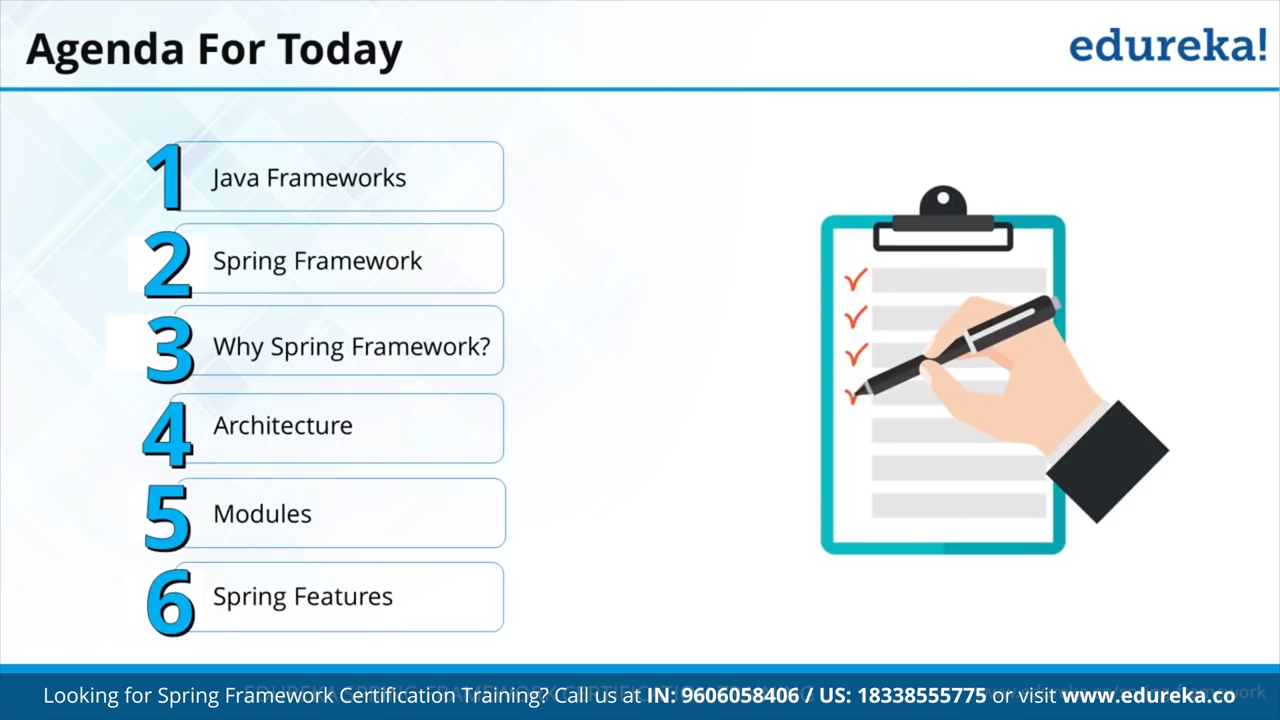 Agenda For Today
edureka!
1 Java Frameworks
2 Spring Framework
3 Why Spring Framework?
4 Architecture
5 Modules
6 Spring Features
Looking for Spring Framework Certification Training? Call us at IN: 9606058406 / US: 18338555775 or visit www.edureka.co